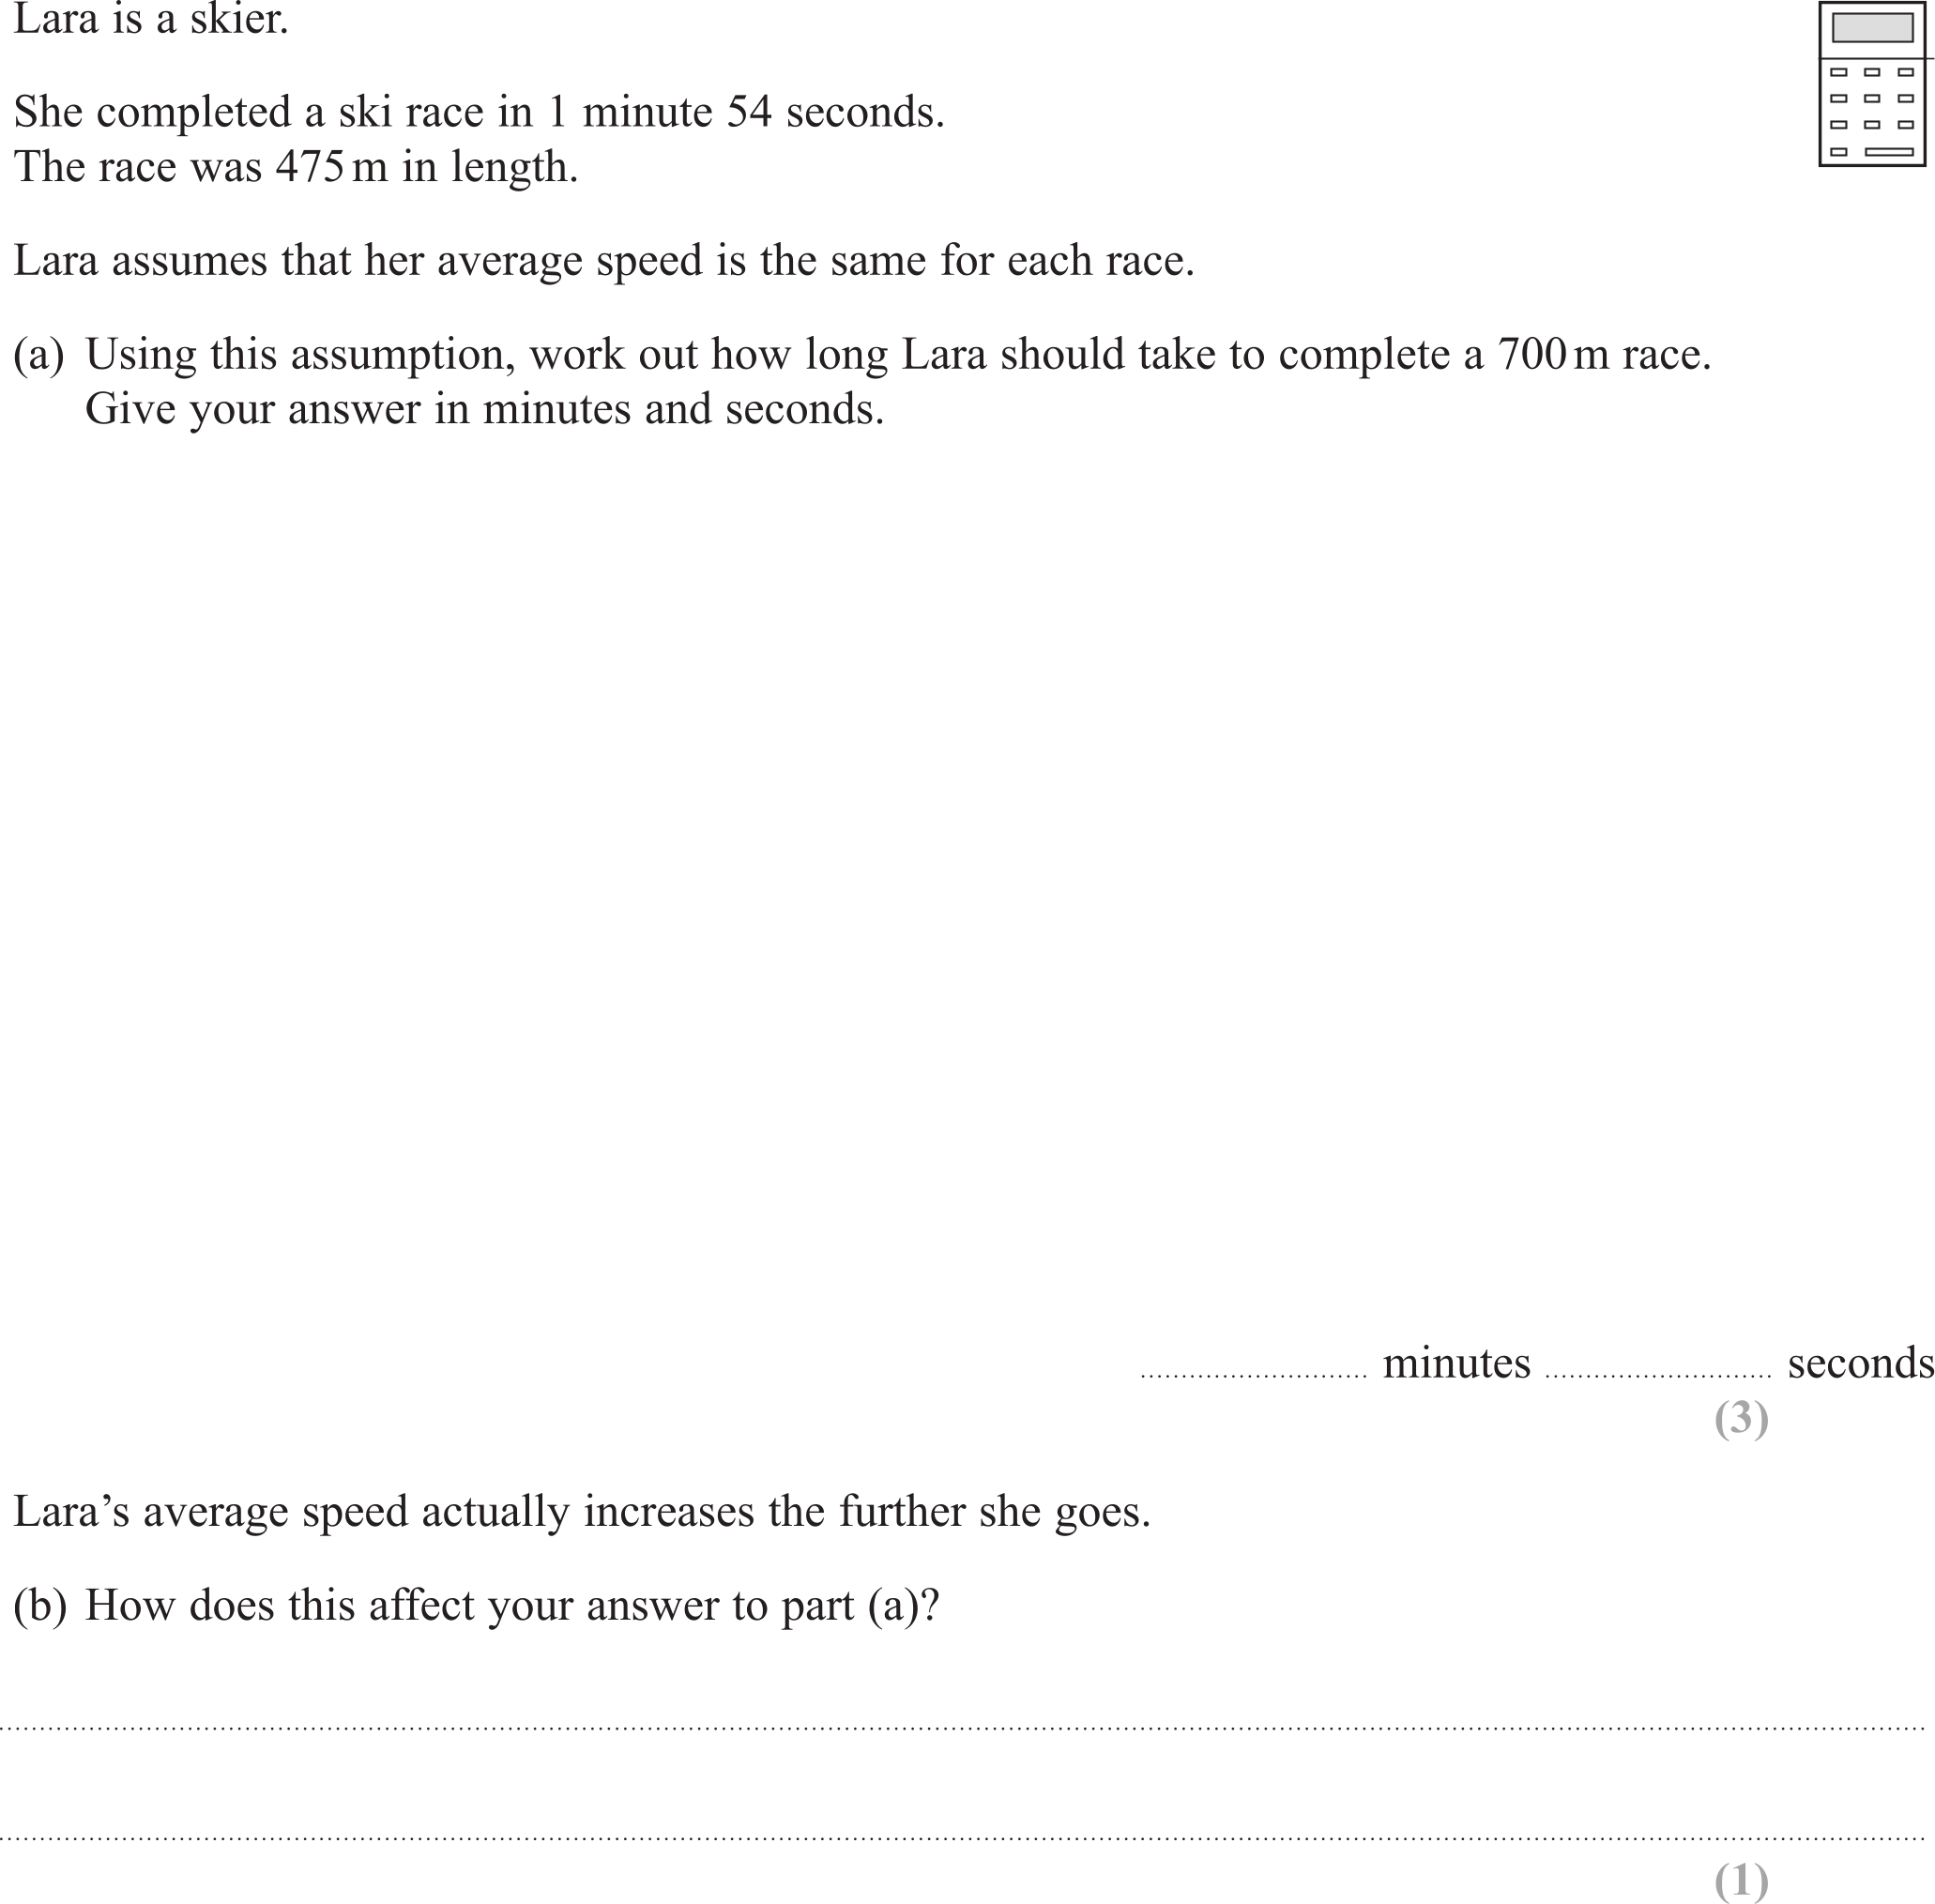 Lara is a skier.
She completed a ski race in 1 minute 54 seconds.
The race was 475 m in length.
Lara assumes that her average speed is the same for each race.
(a) Using this assumption, work out how long Lara should take to complete a 700 m race.
Give your answer in minutes and seconds.
........................... minutes ........................... seconds
(3)
Lara’s average speed actually increases the further she goes.
(b) How does this affect your answer to part (a)?
(1)